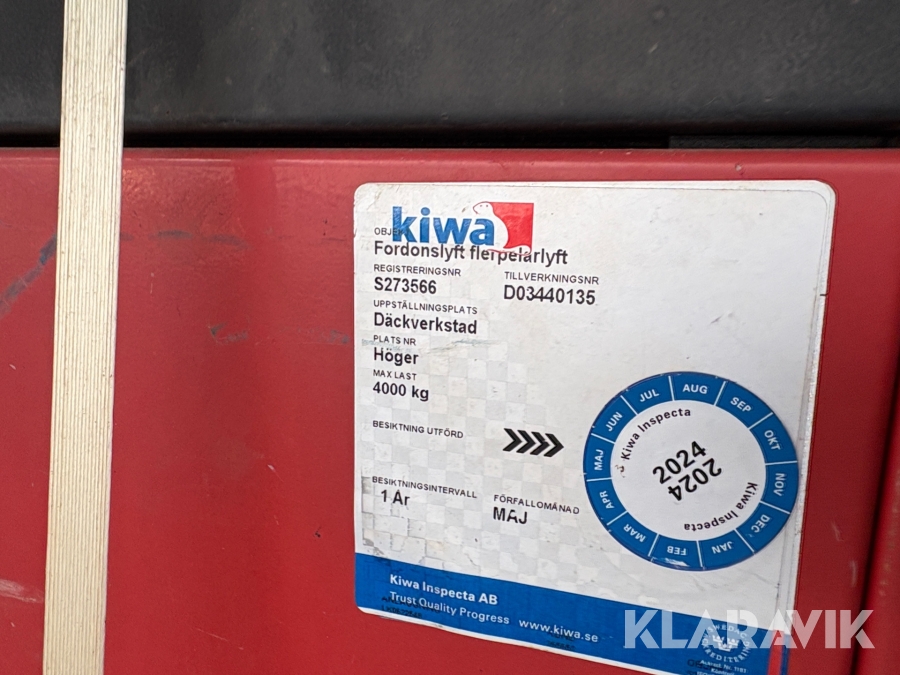 kiwa
Fordonslyft flerpelarlyft
REGISTRERINGSNR TILLVERKNINGSNR
S273566 D03440135
UPPSTÄLLNINGSPLATS
Däckverkstad
PLATS NR
Höger
MAX LAST
4000 kg
BESIKTNING UTFÖRD
JAN FEB MAR APR MAJ JUN JUL AUG SEP OKT NOV DEC
Kiwa Inspecta
2024
2024
Kiwa Inspecta
BESIKTNINGSINTERVALL FÖRFALLOMÅNAD
1 År MAJ
Kiwa Inspecta AB
Trust Quality Progress www.kiwa.se
KLARAVIK